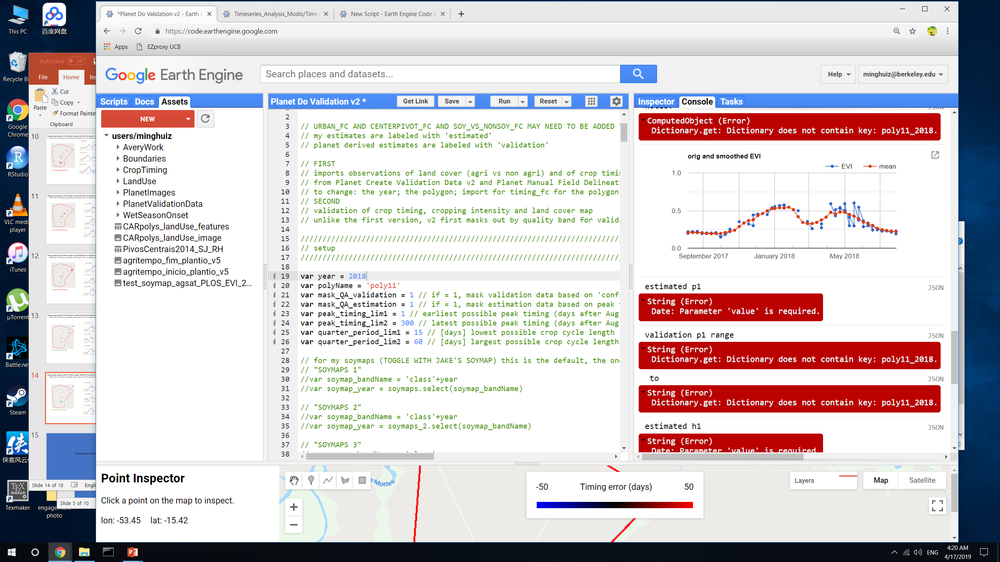 This PC
百度网盘
Recycle Bi
Google
Chrome
RStudio
VLC medi
player
iTunes
µTorrent
Battle.ne
Steam
Texmaker
engagement
photo
AutoSave Off
File Home Ins
Paste
Cut
Copy
Format Painte
Clipboard
10
11
12
13
14
15
Slide 14 of 18 Engli
Slide 5 of 10
*Planet Do Validation v2 - Earth E
Timeseries_Analysis_Modis/Times
New Script - Earth Engine Code E
https://code.earthengine.google.com
Apps EZproxy UCB
Google Earth Engine
Search places and datasets...
Help
minghuiz@berkeley.edu
Scripts Docs Assets
NEW
users/minghuiz
AveryWork
Boundaries
CropTiming
LandUse
PlanetImages
PlanetValidationData
WetSeasonOnset
CARpolys_landUse_features
CARpolys_landUse_image
PivosCentrais2014_SJ_RH
agritempo_fim_plantio_v5
agritempo_inicio_plantio_v5
test_soymap_agsat_PLOS_EVI_2...
Planet Do Validation v2 *
Get Link Save Run Reset
2
3 // URBAN_FC AND CENTERPIVOT_FC AND SOY_VS_NONSOY_FC MAY NEED TO BE ADDED
4 // my estimates are labeled with 'estimated'
5 // planet derived estimates are labeled with 'validation'
6
7 // FIRST
8 // imports observations of land cover (agri vs non agri) and of crop timin
9 // from Planet Create Validation Data v2 and Planet Manual Field Delineati
10 // to change: the year; the polygon; import for timing_fc for the polygon
11 // SECOND
12 // validation of crop timing, cropping intensity and land cover map
13 // unlike the first version, v2 first masks out by quality band for valida
14
15 //////////////////////////////////////////////////////////////////////////
16 // setup
17 //////////////////////////////////////////////////////////////////////////
18
19 var year = 2018
20 var polyName = 'poly11'
21 var mask_QA_validation = 1 // if = 1, mask validation data based on 'confi
22 var mask_QA_estimation = 1 // if = 1, mask estimation data based on peak
23 var peak_timing_lim1 = 1 // earliest possible peak timing (days after Aug
24 var peak_timing_lim2 = 300 // latest possible peak timing (days after Aug
25 var quarter_period_lim1 = 15 // [days] lowest possible crop cycle length
26 var quarter_period_lim2 = 60 // [days] largest possible crop cycle length
27
28 // for my soymaps (TOGGLE WITH JAKE'S SOYMAP) this is the default, the one
29 // "SOYMAPS 1"
30 //var soymap_bandName = 'class'+year
31 //var soymap_year = soymaps.select(soymap_bandName)
32
33 // "SOYMAPS 2"
34 //var soymap_bandName = 'class'+year
35 //var soymap_year = soymaps_2.select(soymap_bandName)
36
37 // "SOYMAPS 3"
38
Inspector Console Tasks
JSON
ComputedObject (Error)
Dictionary.get: Dictionary does not contain key: poly11_2018.
orig and smoothed EVI
EVI mean
1.0
0.5
0.0
September 2017 January 2018 May 2018
estimated p1 JSON
String (Error)
Date: Parameter 'value' is required.
validation p1 range JSON
String (Error)
Dictionary.get: Dictionary does not contain key: poly11_2018.
to JSON
String (Error)
Dictionary.get: Dictionary does not contain key: poly11_2018.
estimated h1 JSON
String (Error)
Date: Parameter 'value' is required
Point Inspector
Click a point on the map to inspect.
lon: -53.45 lat: -15.42
s Mortes
-50 Timing error (days) 50
Layers
Map Satellite
ENG
4:20 AM
4/17/2019